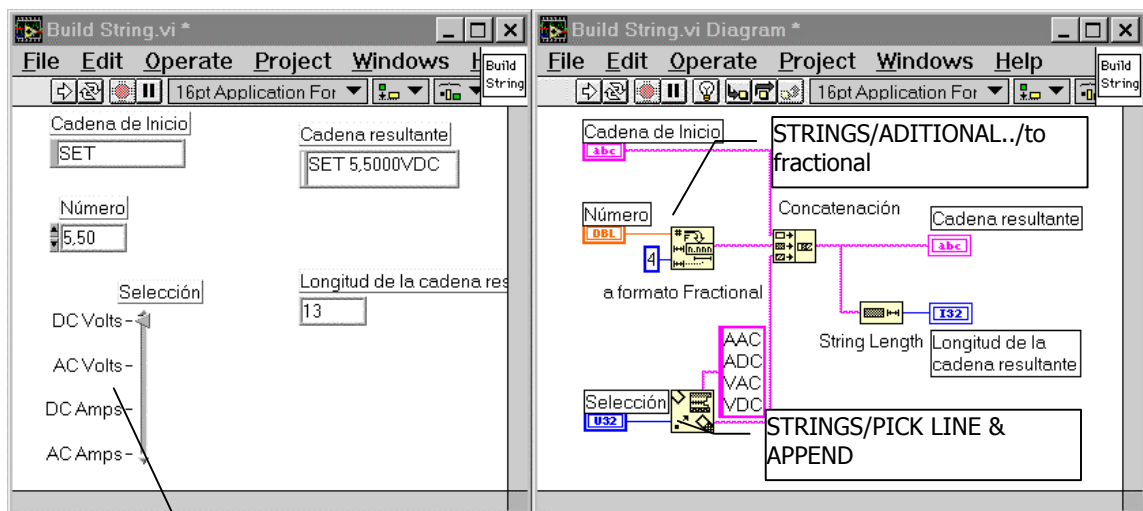 Build String.vi *
File Edit Operate Project Windows H
Build
String
16pt Application For
Cadena de Inicio
SET
Cadena resultante
SET 5,5000VDC
Número
5,50
Selección
DC Volts
AC Volts
DC Amps
AC Amps
Longitud de la cadena res
13
Build String.vi Diagram *
File Edit Operate Project Windows Help
Build
String
16pt Application For
Cadena de Inicio
abc
STRINGS/ADITIONAL../to
fractional
Número
DBL
#
n.nnn
4
a formato Fractional
Concatenación
Cadena resultante
abc
String Length
I32
Longitud de la
cadena resultante
AAC
ADC
VAC
VDC
Selección
U32
STRINGS/PICK LINE &
APPEND